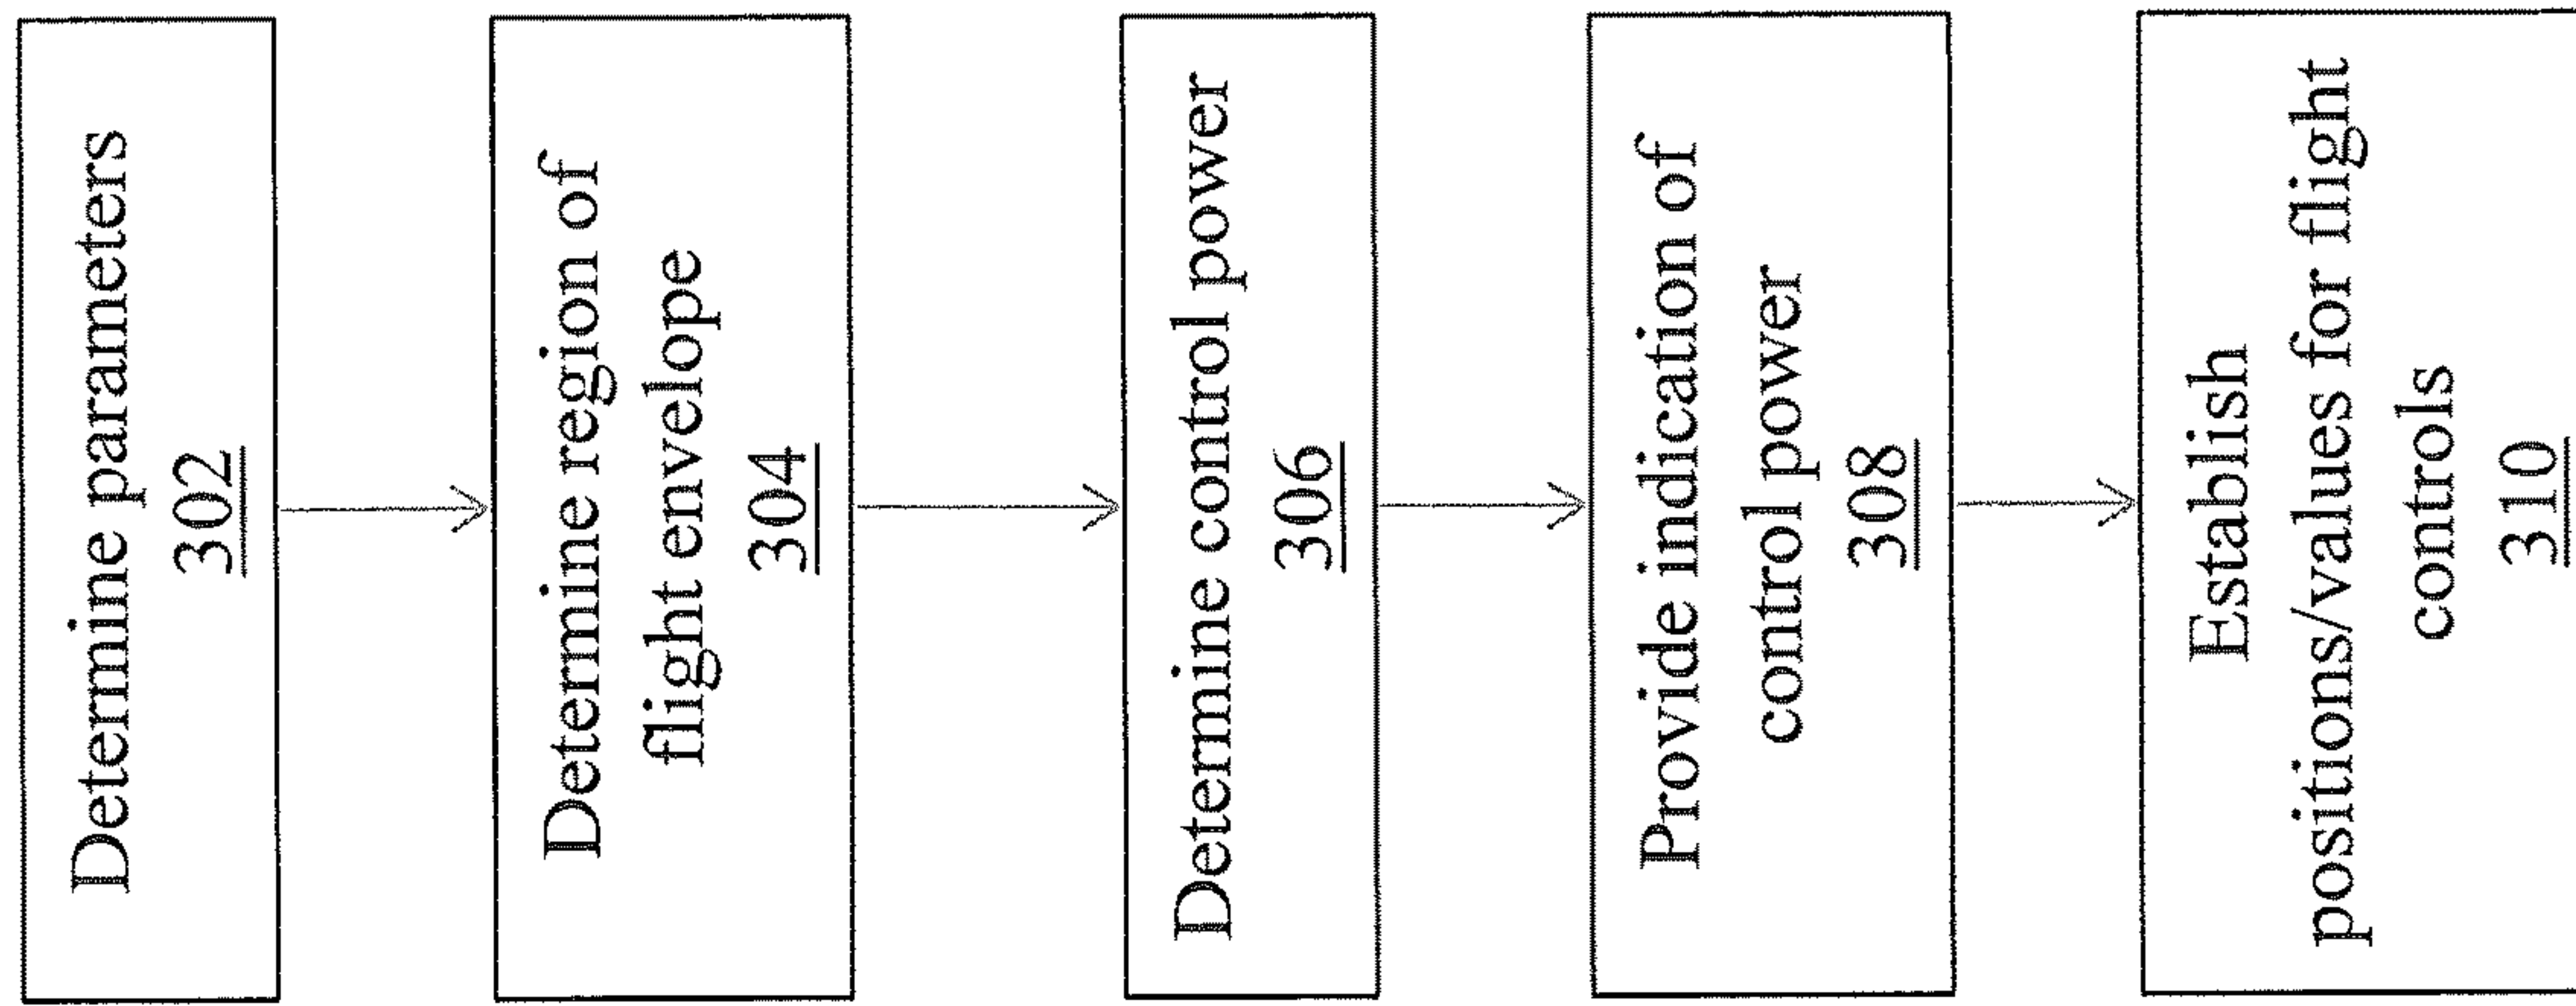 Determine parameters
302
Determine region of
flight envelope
304
Determine control power
306
Provide indication of
control power
308
Establish
positions/values for flight
controls
310